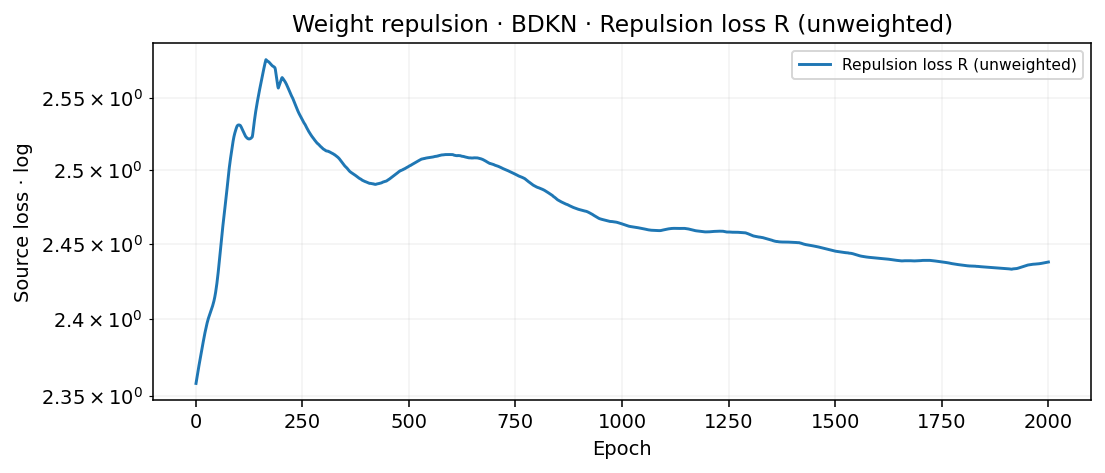 Weight repulsion · BDKN · Repulsion loss R (unweighted)
Repulsion loss R (unweighted)
Source loss · log
2.55 × 10⁰
2.5 × 10⁰
2.45 × 10⁰
2.4 × 10⁰
2.35 × 10⁰
0 250 500 750 1000 1250 1500 1750 2000
Epoch